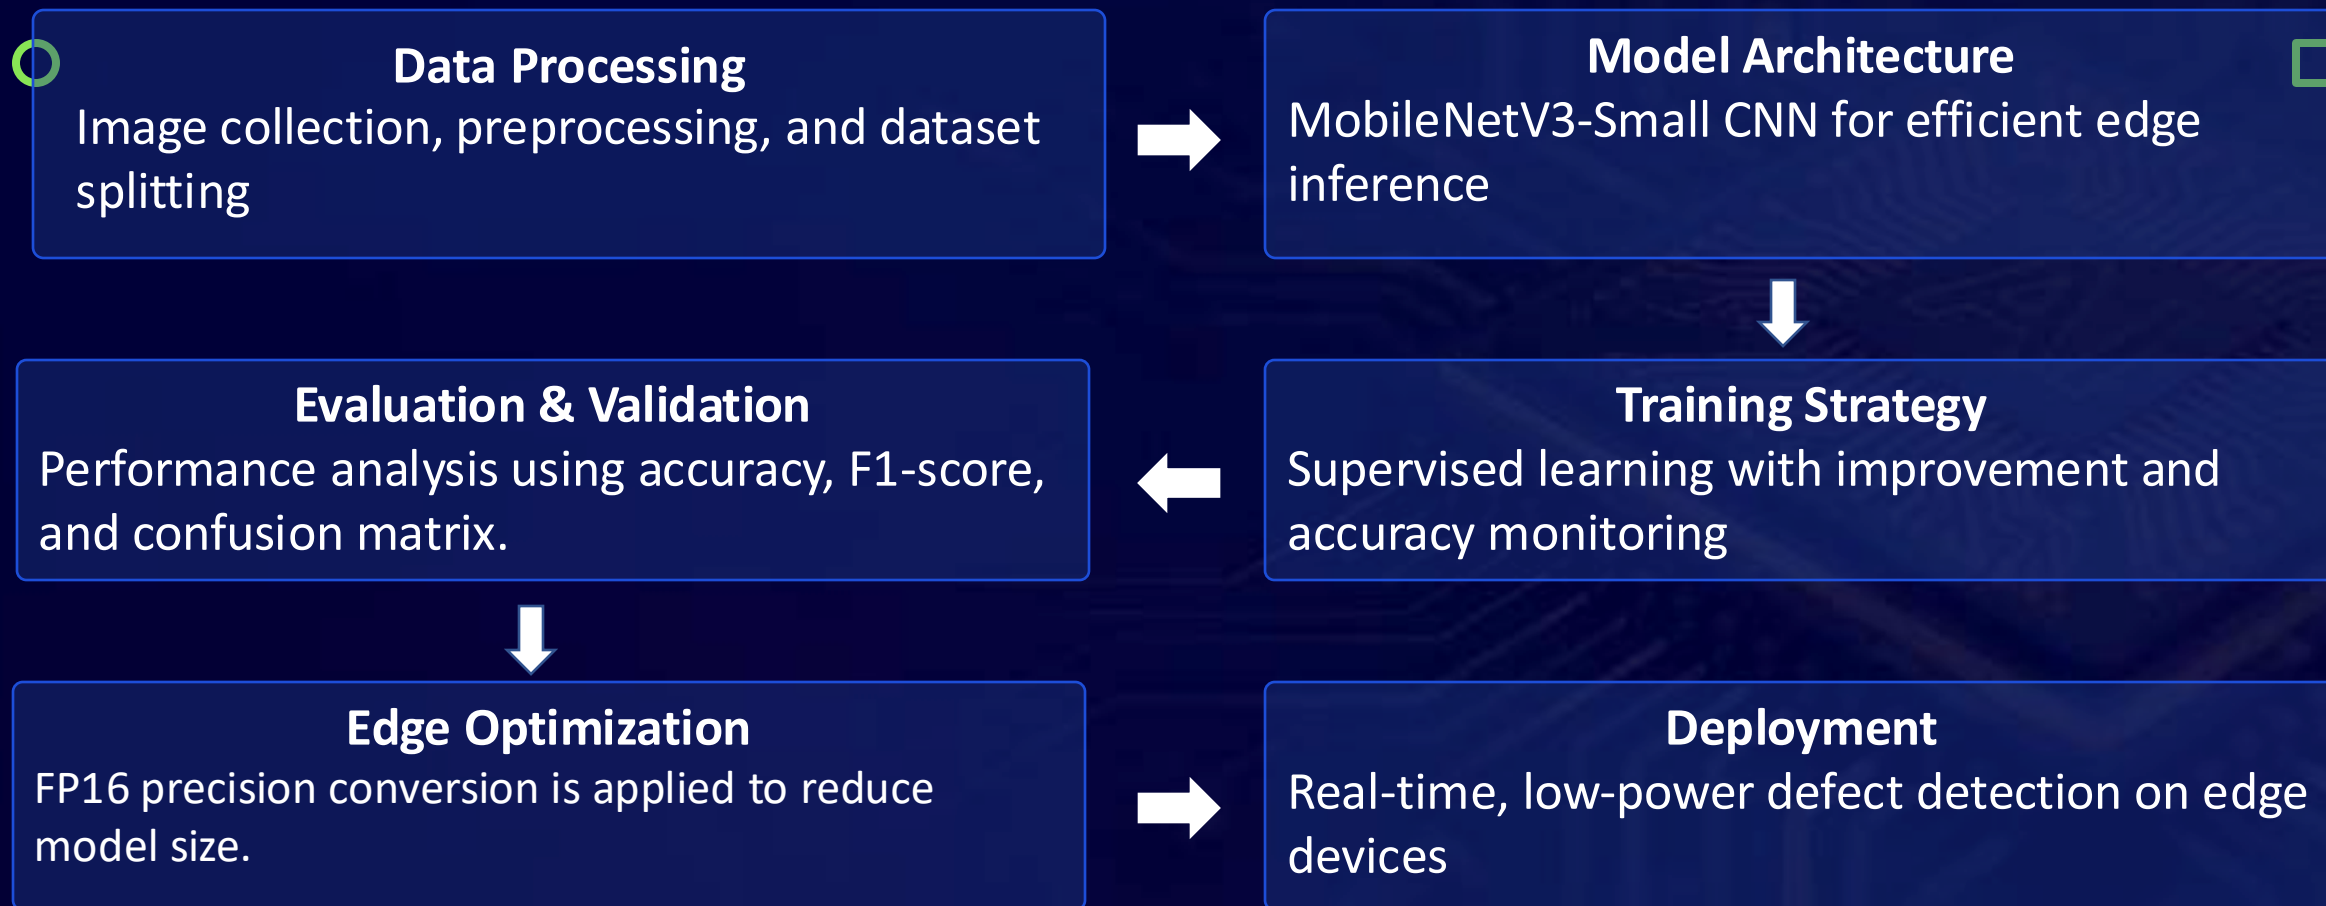 Data Processing
Image collection, preprocessing, and dataset
splitting
Model Architecture
MobileNetV3-Small CNN for efficient edge
inference
Training Strategy
Supervised learning with improvement and
accuracy monitoring
Evaluation & Validation
Performance analysis using accuracy, F1-score,
and confusion matrix.
Edge Optimization
FP16 precision conversion is applied to reduce
model size.
Deployment
Real-time, low-power defect detection on edge
devices